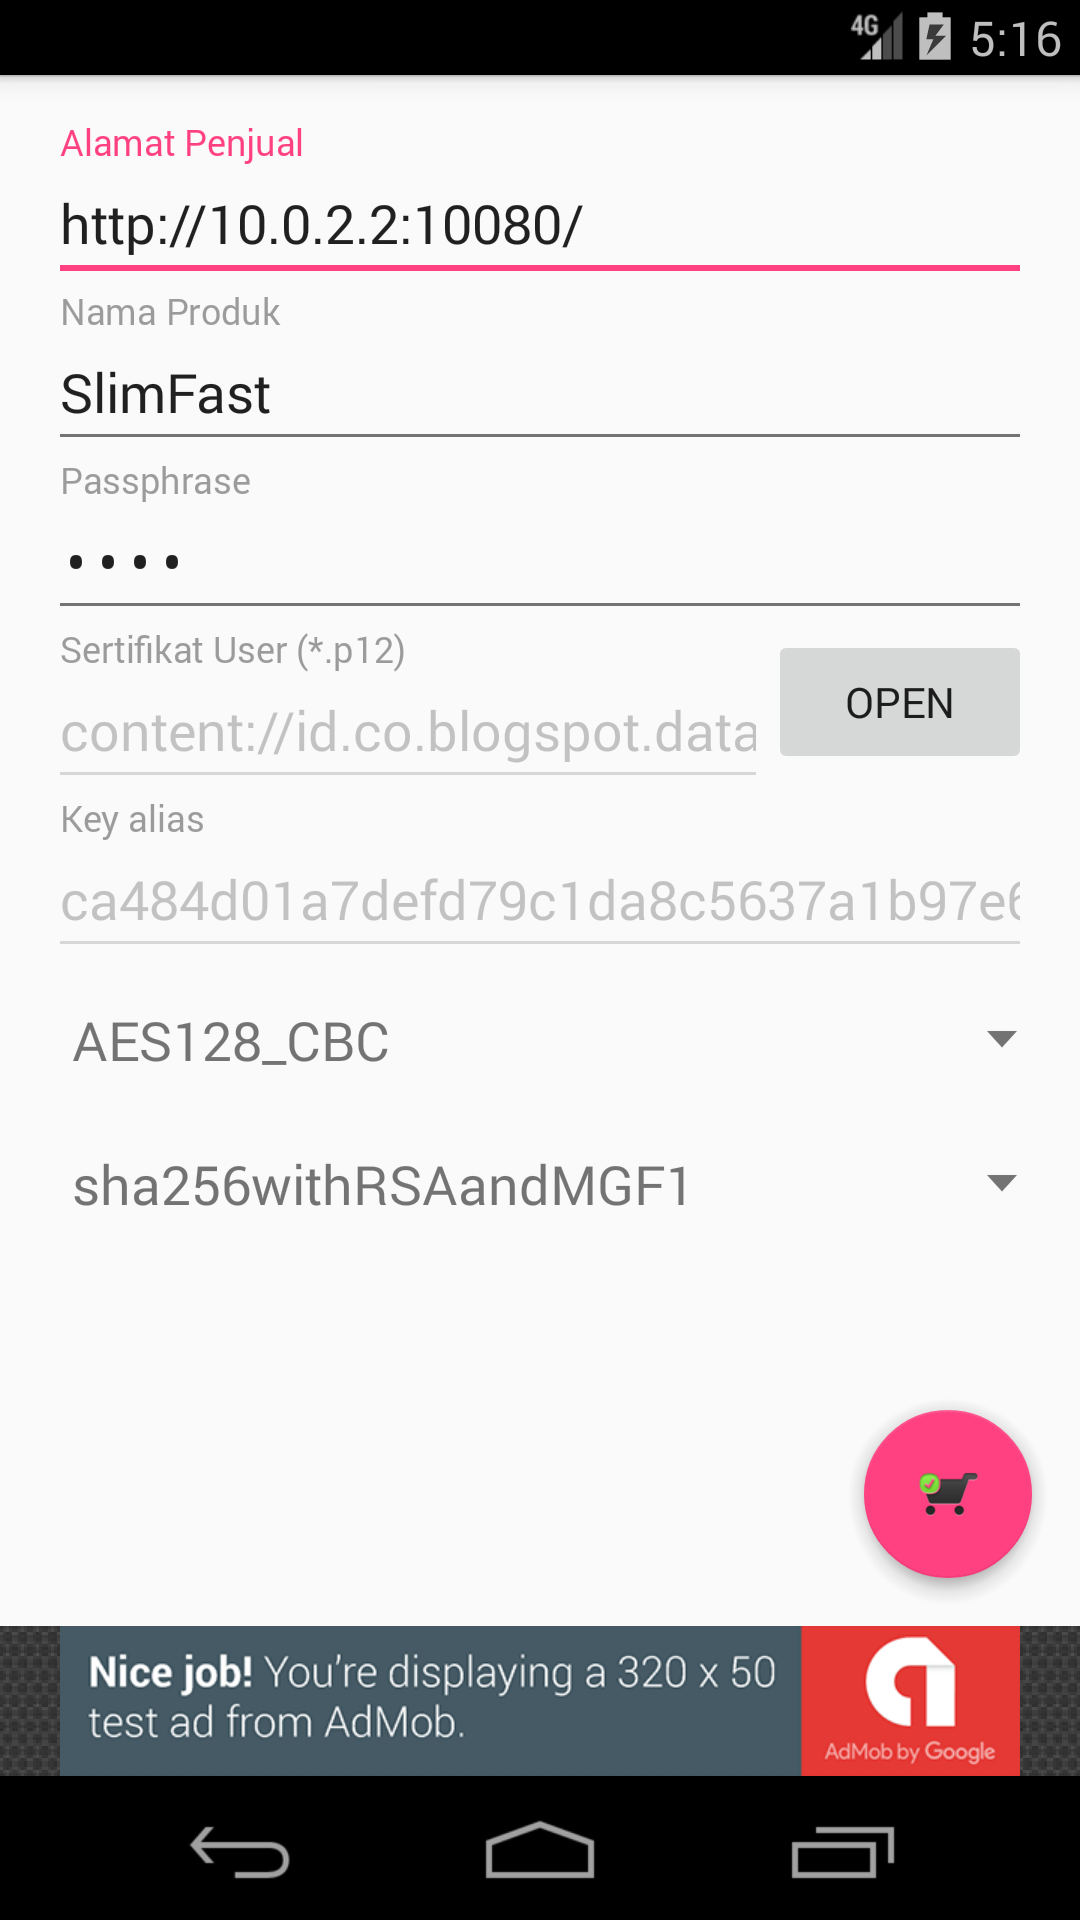 4G 5:16
Alamat Penjual
http://10.0.2.2:10080/
Nama Produk
SlimFast
Passphrase
••••
Sertifikat User (*.p12)
content://id.co.blogspot.data
OPEN
Key alias
ca484d01a7defd79c1da8c5637a1b97e6
AES128_CBC
sha256withRSAandMGF1
Nice job! You're displaying a 320 x 50
test ad from AdMob.
AdMob by Google